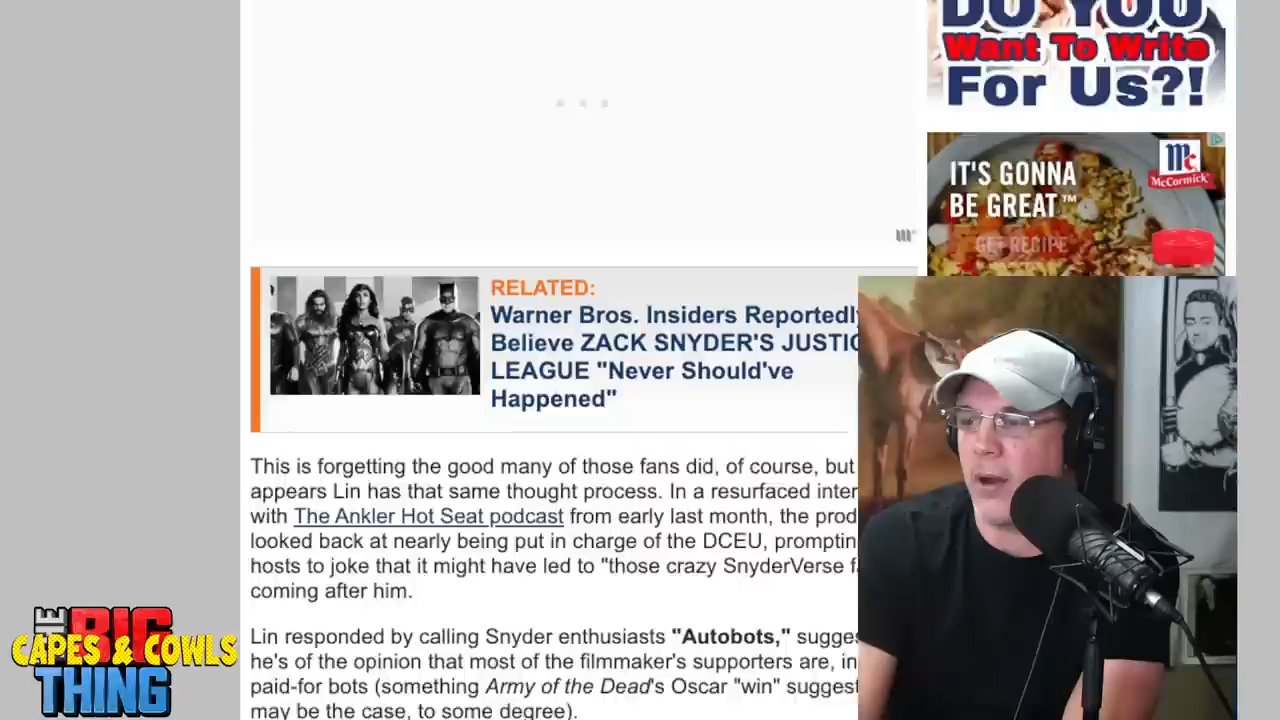 DO YOU
Want To Write
For Us?!
IT'S GONNA
BE GREAT™
GET RECIPE
Mc
McCormick
RELATED:
Warner Bros. Insiders Reportedly
Believe ZACK SNYDER'S JUSTIC
LEAGUE "Never Should've
Happened"
This is forgetting the good many of those fans did, of course, but
appears Lin has that same thought process. In a resurfaced inter
with The Ankler Hot Seat podcast from early last month, the prod
looked back at nearly being put in charge of the DCEU, promptin
hosts to joke that it might have led to "those crazy SnyderVerse f
coming after him.
Lin responded by calling Snyder enthusiasts "Autobots," sugges
he's of the opinion that most of the filmmaker's supporters are, in
paid-for bots (something Army of the Dead's Oscar "win" suggest
may be the case, to some degree).
THE BIG
CAPES & COWLS
THING